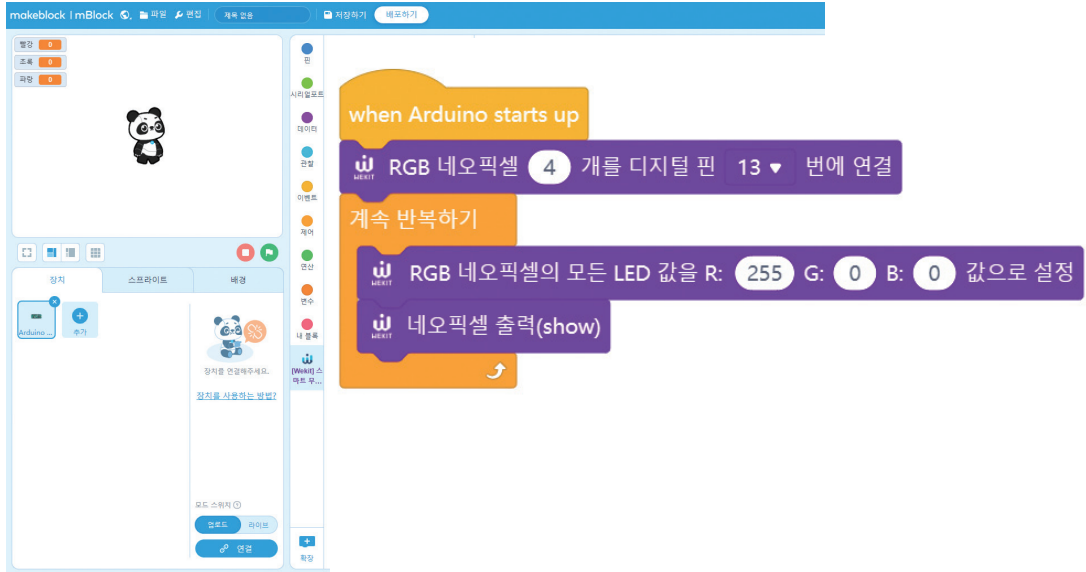 makeblock | mBlock 파일 편집 제목 없음 저장하기 배포하기
빨강 0
초록 0
파랑 0
핀
시리얼포트
데이터
관찰
이벤트
제어
연산
변수
내 블록
[Wekit] 스
마트 무...
확장
when Arduino starts up
WEKIT RGB 네오픽셀 4 개를 디지털 핀 13 번에 연결
계속 반복하기
WEKIT RGB 네오픽셀의 모든 LED 값을 R: 255 G: 0 B: 0 값으로 설정
WEKIT 네오픽셀 출력(show)
장치 스프라이트 배경
Arduino ... 추가
장치를 연결해주세요.
장치를 사용하는 방법?
모드 스위치
업로드 라이브
연결